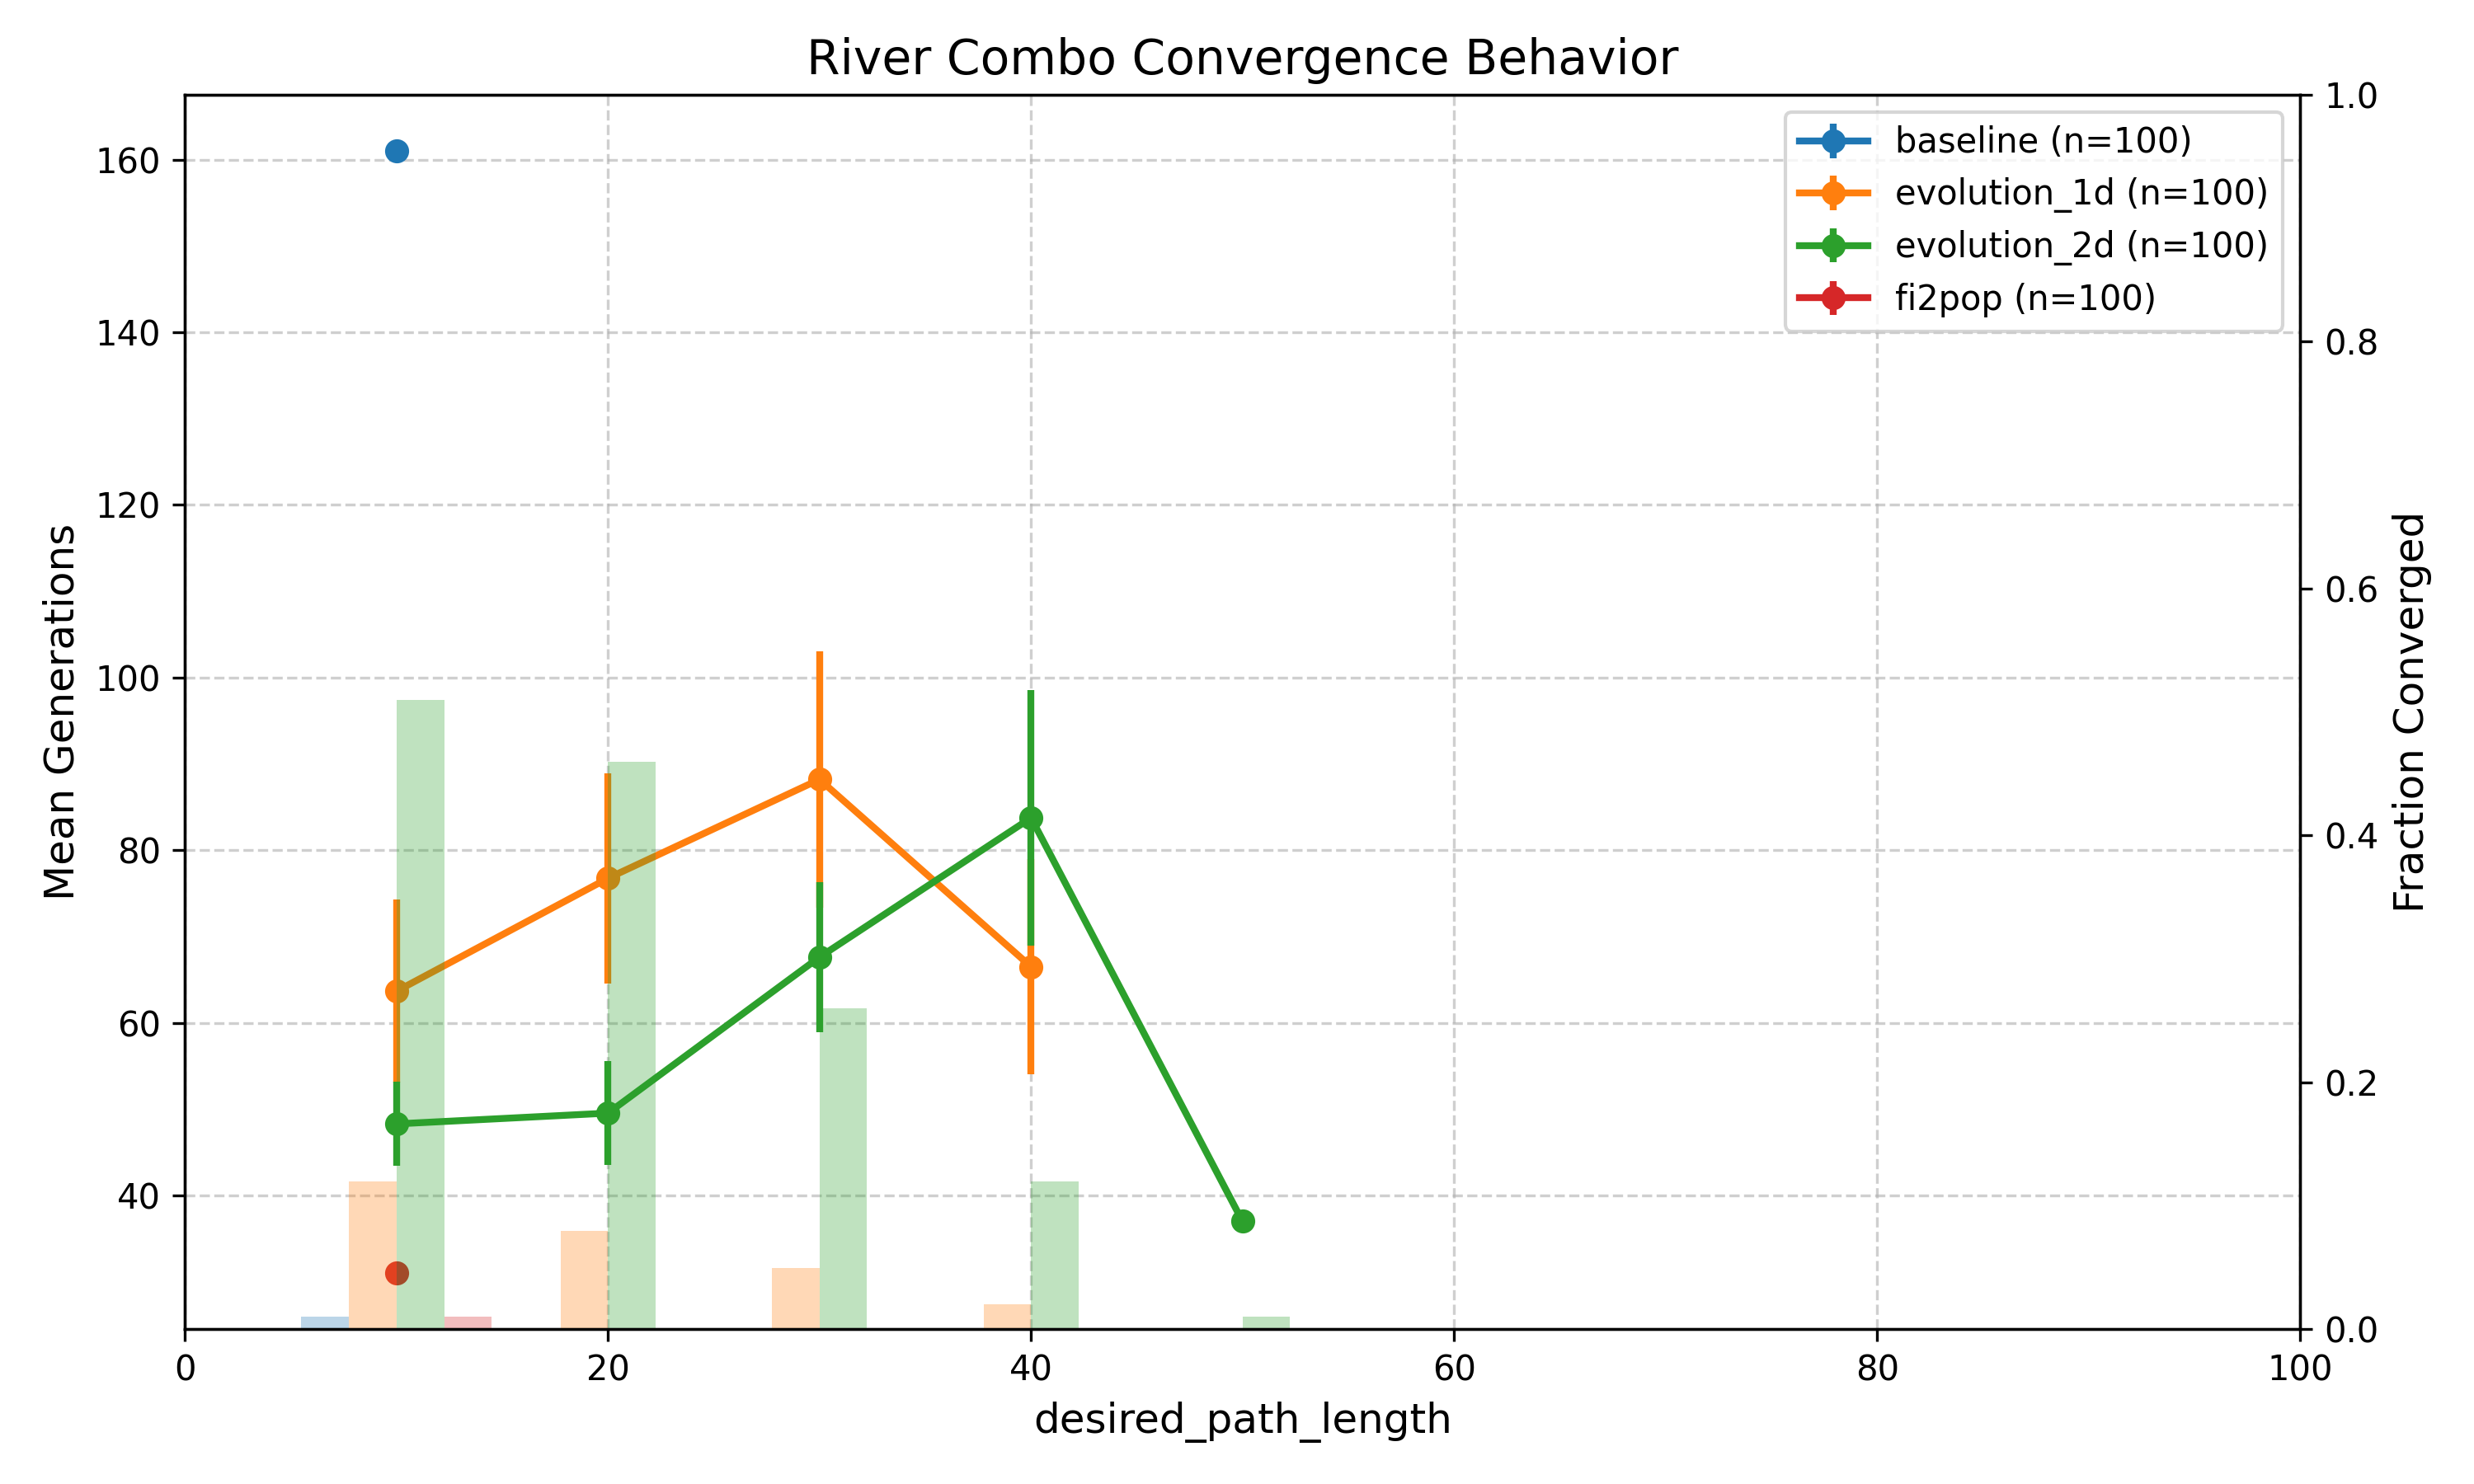 River Combo Convergence Behavior
baseline (n=100)
evolution_1d (n=100)
evolution_2d (n=100)
fi2pop (n=100)
Mean Generations
160
140
120
100
80
60
40
1.0
0.8
0.6
0.4
0.2
0.0
Fraction Converged
0 20 40 60 80 100
desired_path_length